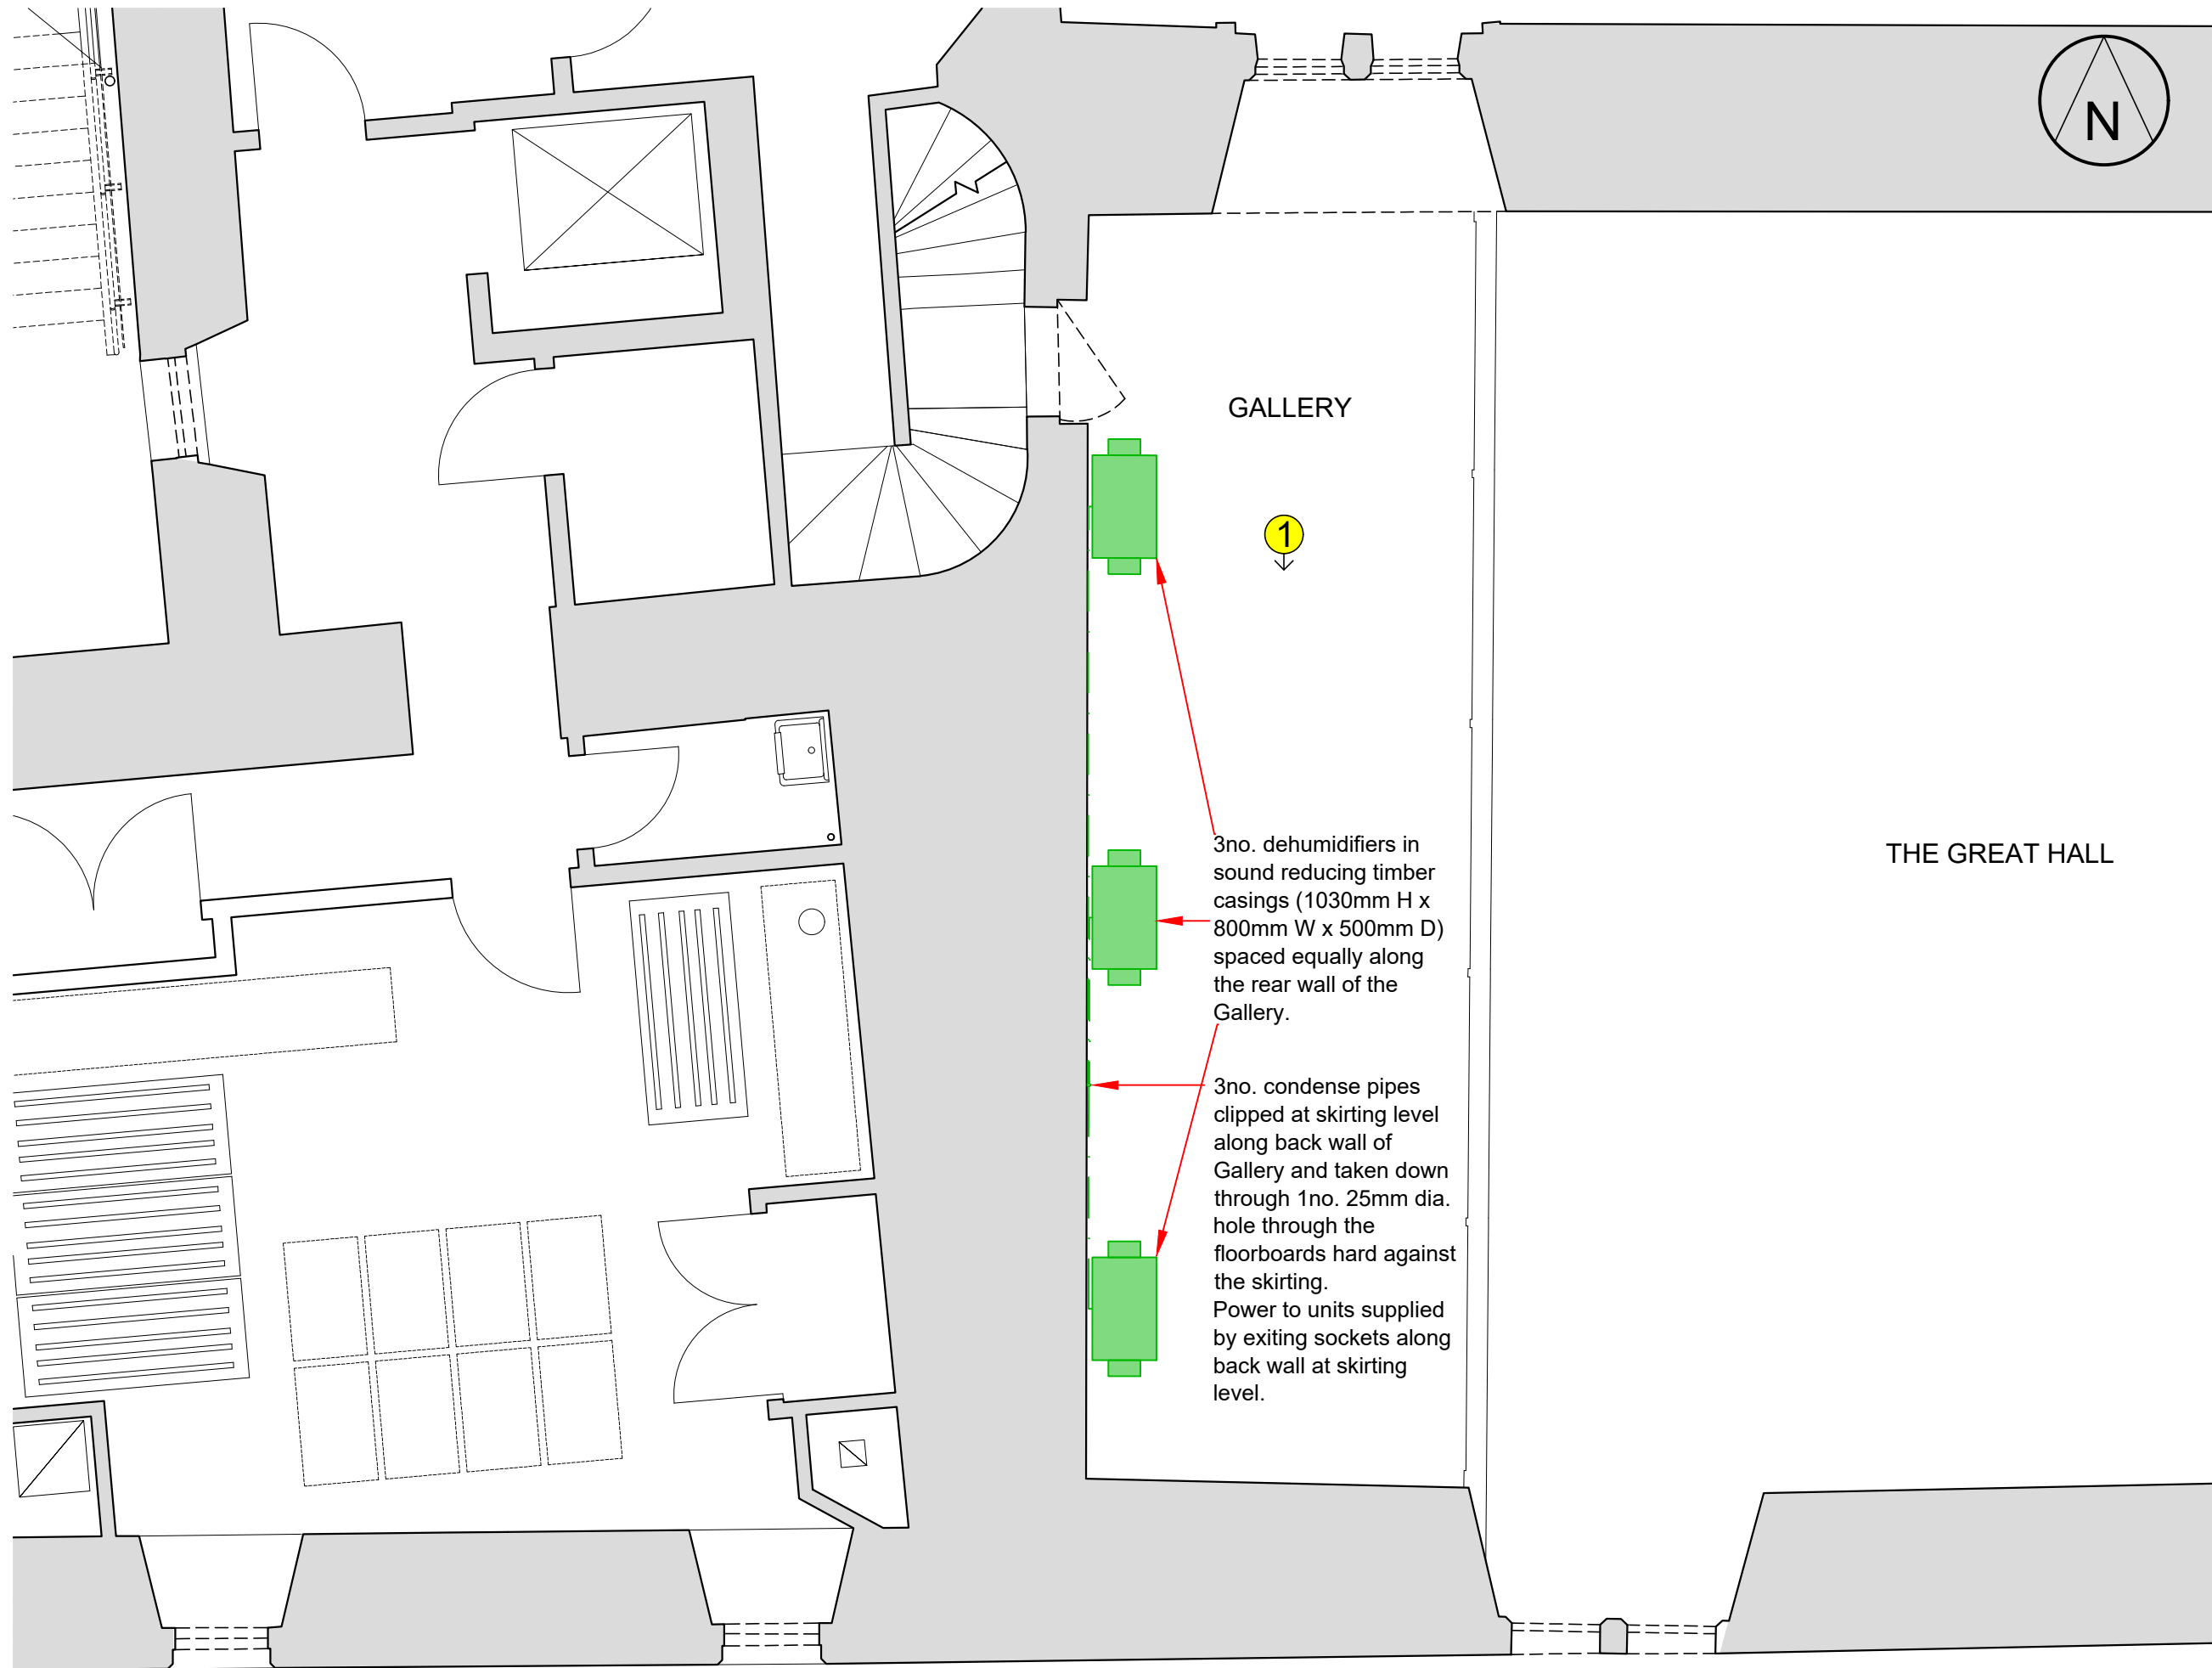 N
GALLERY
1
THE GREAT HALL
3no. dehumidifiers in
sound reducing timber
casings (1030mm H x
800mm W x 500mm D)
spaced equally along
the rear wall of the
Gallery.
3no. condense pipes
clipped at skirting level
along back wall of
Gallery and taken down
through 1no. 25mm dia.
hole through the
floorboards hard against
the skirting.
Power to units supplied
by exiting sockets along
back wall at skirting
level.